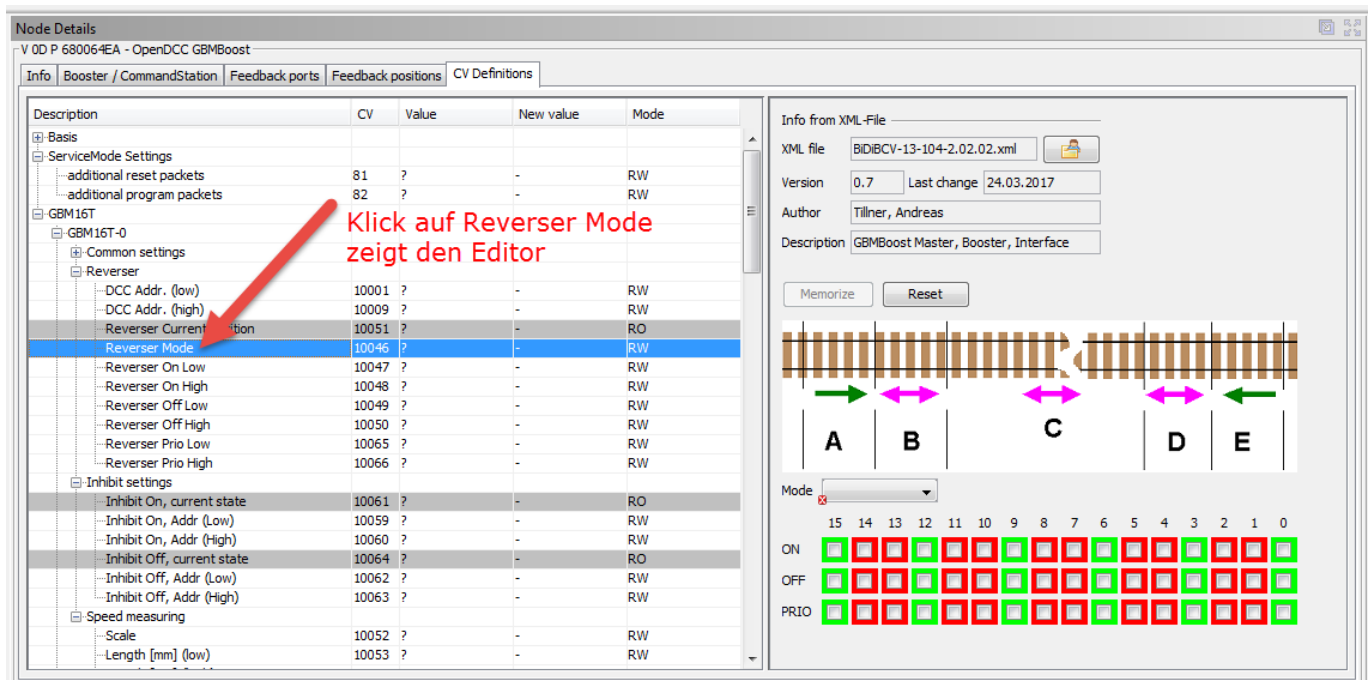 Node Details
V 0D P 680064EA - OpenDCC GBMBoost
Info Booster / CommandStation Feedback ports Feedback positions CV Definitions
Description CV Value New value Mode
Basis
ServiceMode Settings
additional reset packets 81 ? - RW
additional program packets 82 ? - RW
GBM16T
GBM16T-0
Common settings
Reverser
DCC Addr. (low) 10001 ? - RW
DCC Addr. (high) 10009 ? - RW
Reverser Current 10051 ? - RO
Reverser Mode 10046 ? - RW
Reverser On Low 10047 ? - RW
Reverser On High 10048 ? - RW
Reverser Off Low 10049 ? - RW
Reverser Off High 10050 ? - RW
Reverser Prio Low 10065 ? - RW
Reverser Prio High 10066 ? - RW
Inhibit settings
Inhibit On, current state 10061 ? - RO
Inhibit On, Addr (Low) 10059 ? - RW
Inhibit On, Addr (High) 10060 ? - RW
Inhibit Off, current state 10064 ? - RO
Inhibit Off, Addr (Low) 10062 ? - RW
Inhibit Off, Addr (High) 10063 ? - RW
Speed measuring
Scale 10052 ? - RW
Length [mm] (low) 10053 ? - RW
Klick auf Reverser Mode
zeigt den Editor
Info from XML-File
XML file BiDiBCV-13-104-2.02.02.xml
Version 0.7 Last change 24.03.2017
Author Tillner, Andreas
Description GBMBoost Master, Booster, Interface
Memorize Reset
A B C D E
Mode
15 14 13 12 11 10 9 8 7 6 5 4 3 2 1 0
ON
OFF
PRIO